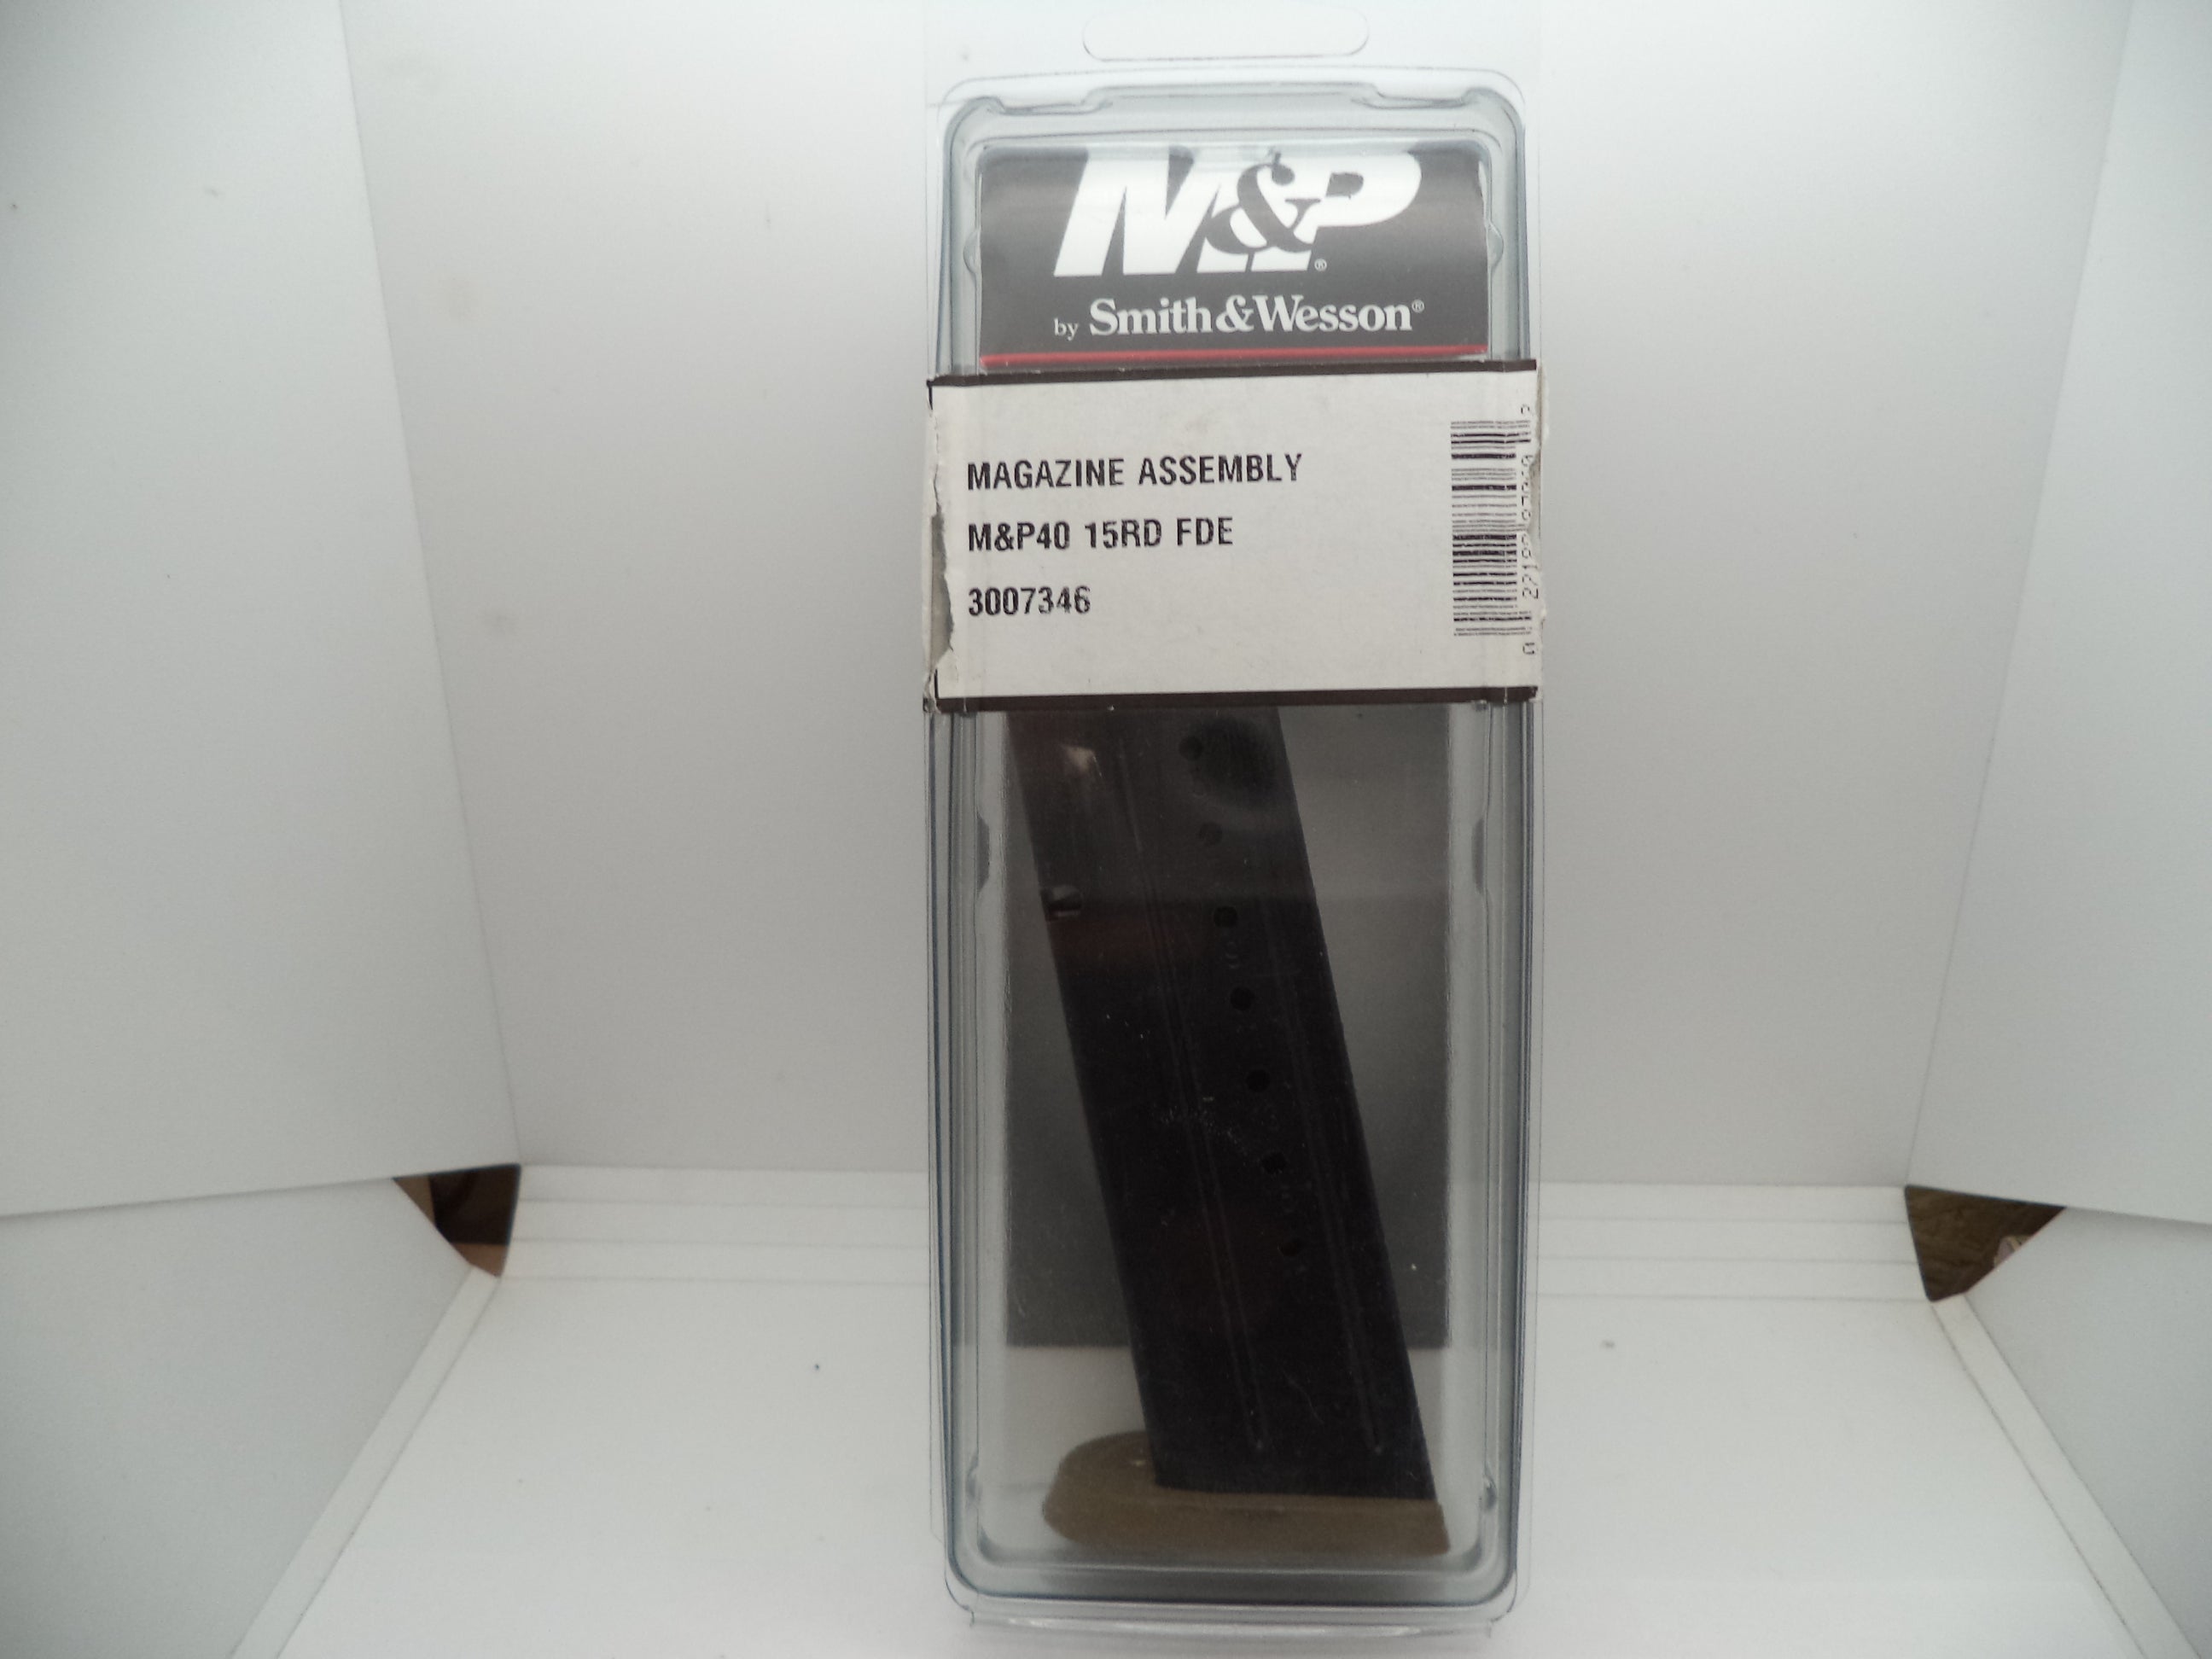 M&P®
by Smith & Wesson®
MAGAZINE ASSEMBLY
M&P40 15RD FDE
3007346